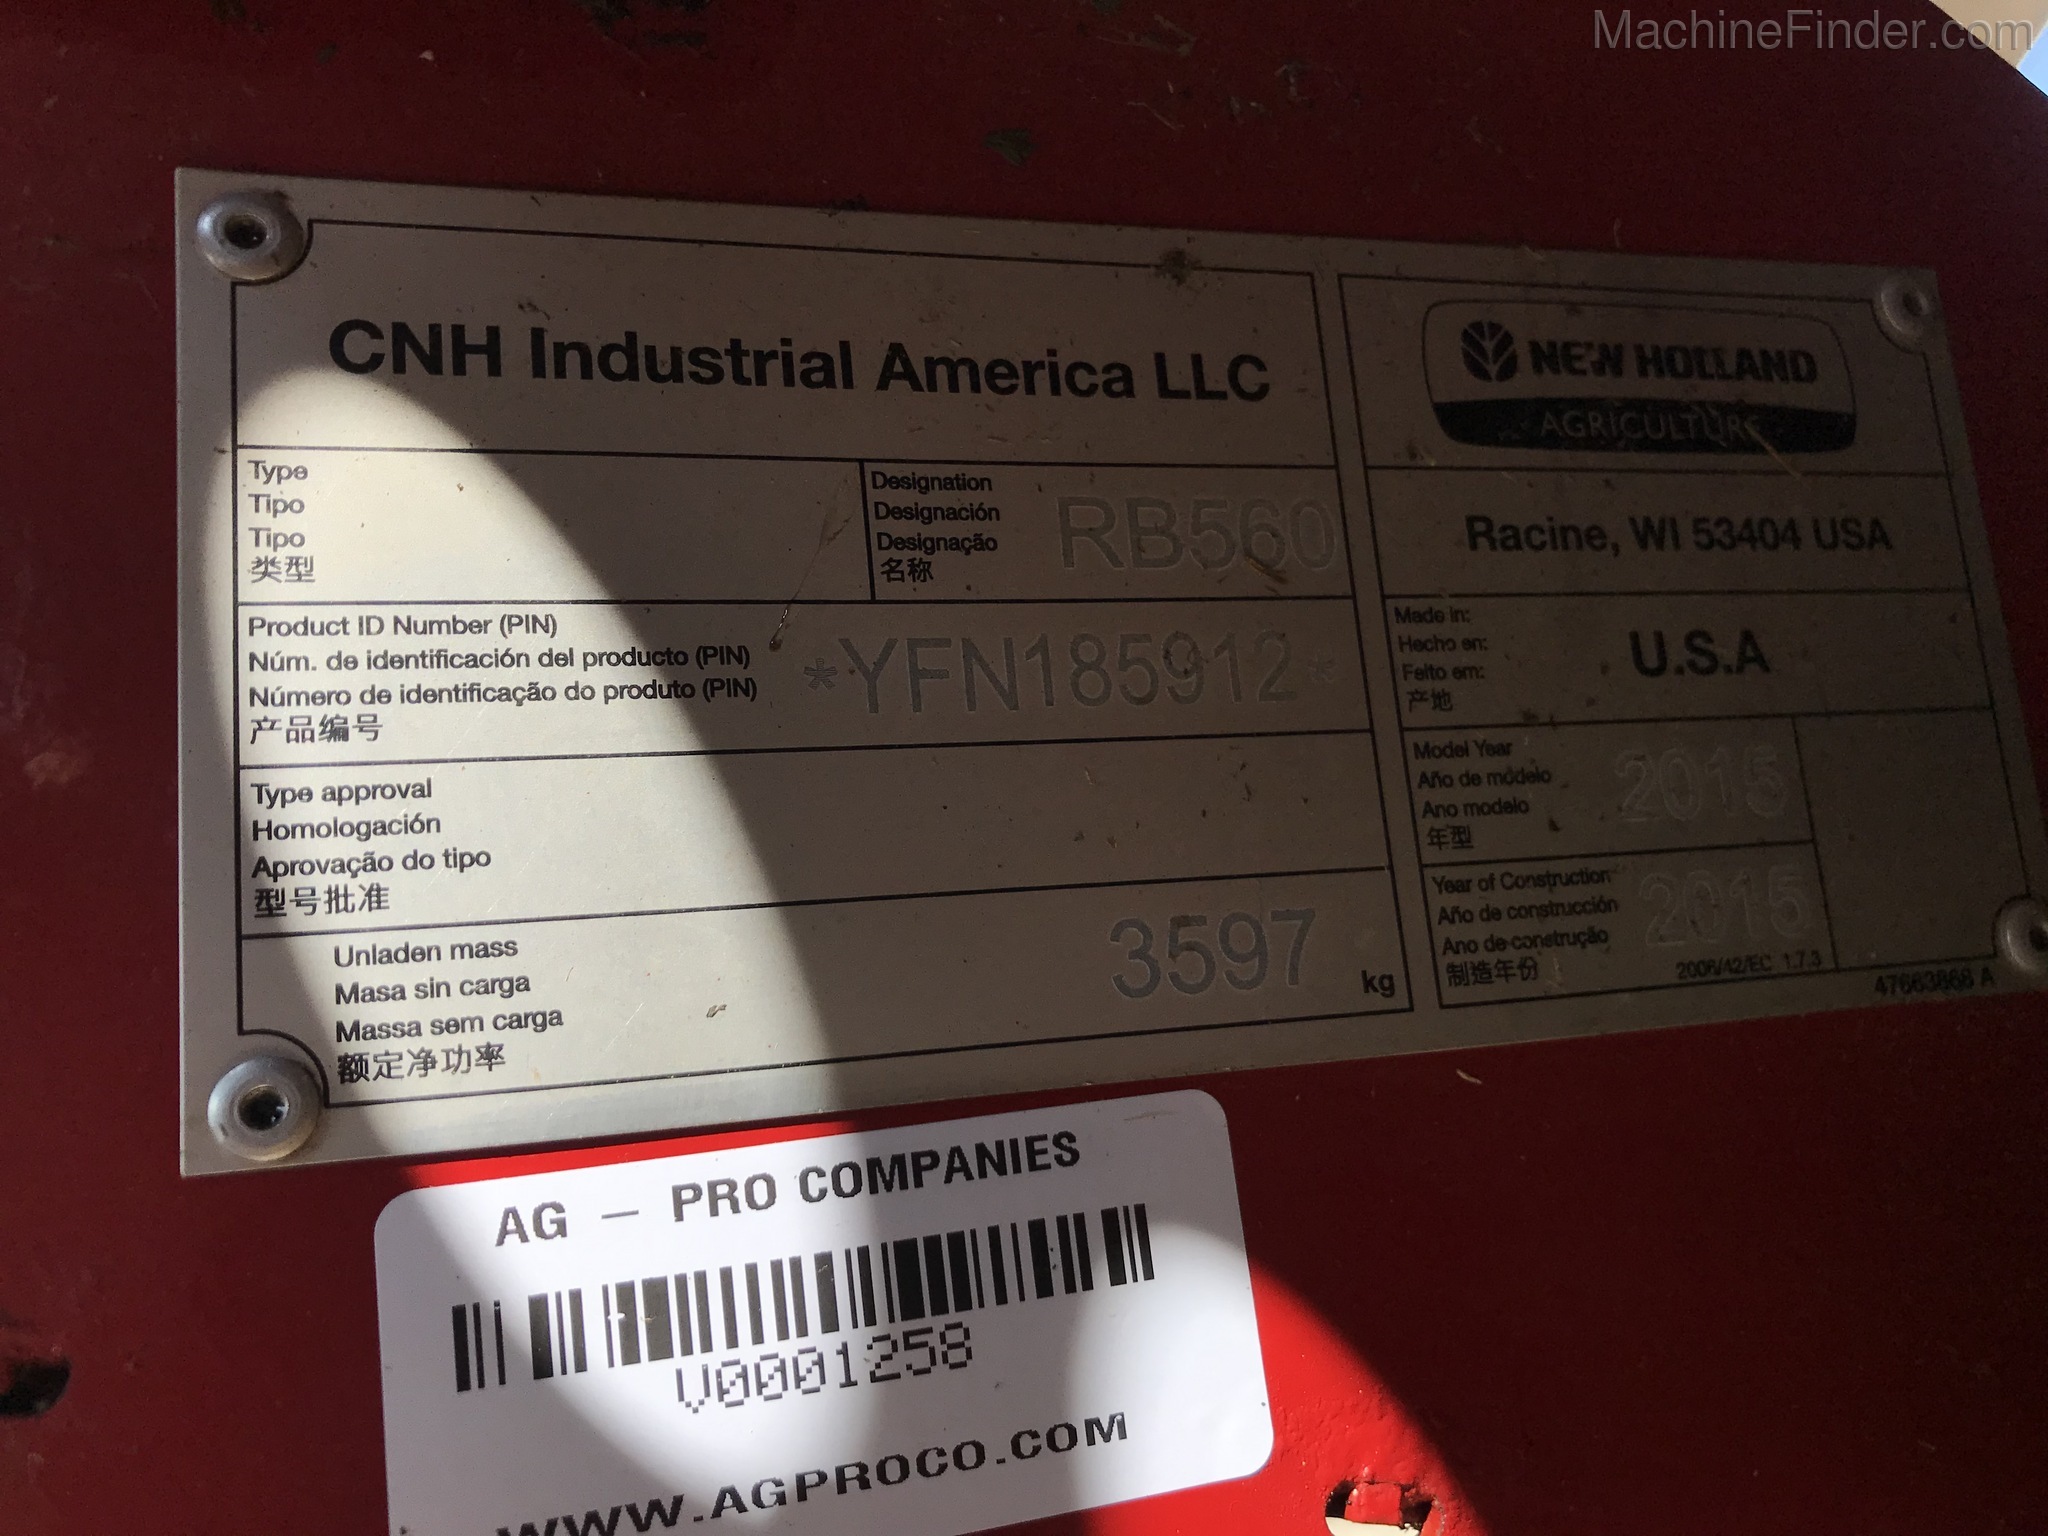 MachineFinder.com
CNH Industrial America LLC
NEW HOLLAND
AGRICULTURE
Type
Tipo
Tipo
类型
Designation
Designación
Designação
名称
RB560
Racine, WI 53404 USA
Product ID Number (PIN)
Núm. de identificación del producto (PIN)
Número de identificação do produto (PIN)
产品编号
*YFN185912*
Made in:
Hecho en:
Feito em:
产地
U.S.A
Type approval
Homologación
Aprovação do tipo
型号批准
Model Year
Año de modelo
Ano modelo
年型
2015
Unladen mass
Masa sin carga
Massa sem carga
额定净功率
3597
kg
Year of Construction
Año de construcción
Ano de construção
制造年份
2015
2006/42/EC 1.7.3
47663868 A
AG - PRO COMPANIES
V0001258
WWW.AGPROCO.COM